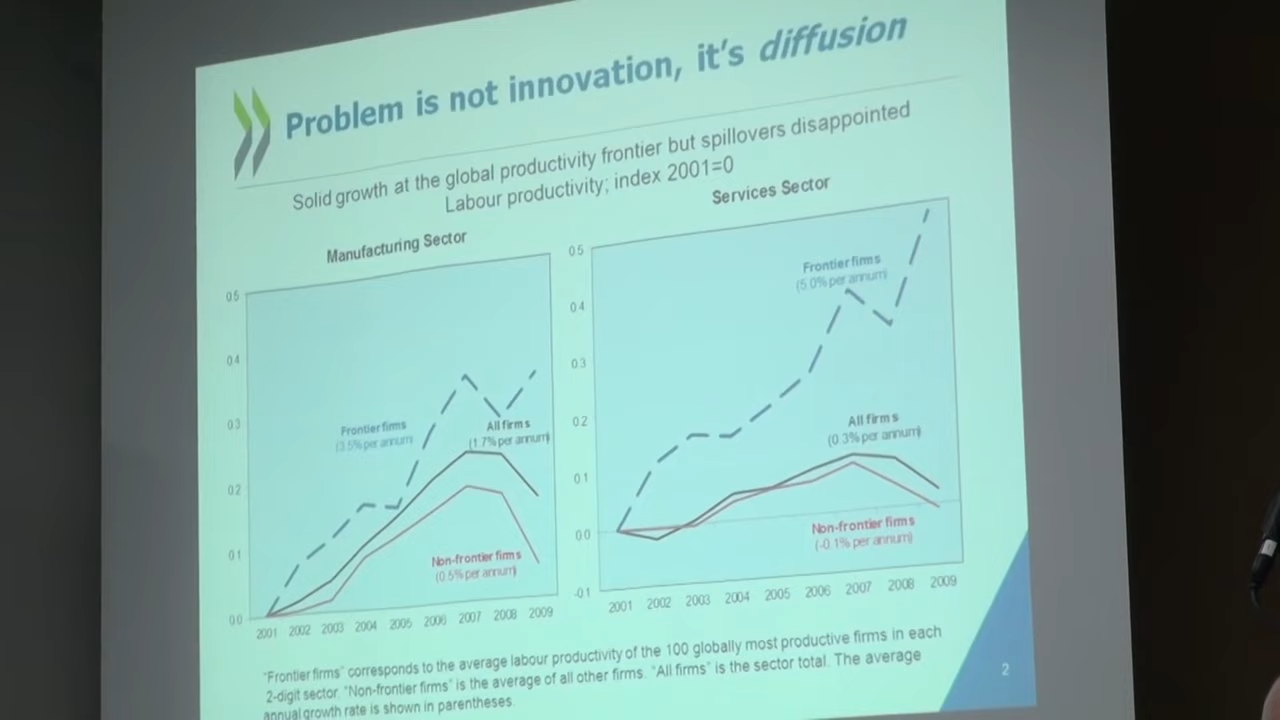 Problem is not innovation, it's diffusion
Solid growth at the global productivity frontier but spillovers disappointed
Labour productivity; index 2001=0
Manufacturing Sector
0.5
0.4
0.3
0.2
0.1
0.0
Frontier firms
(3.5% per annum
All firms
(1.7% per annum)
Non-frontier firms
(0.5% per annum)
2001 2002 2003 2004 2005 2006 2007 2008 2009
Services Sector
0.5
0.4
0.3
0.2
0.1
0.0
-0.1
Frontier firms
(5.0% per annum)
All firms
(0.3% per annum)
Non-frontier firms
(-0.1% per annum)
2001 2002 2003 2004 2005 2006 2007 2008 2009
"Frontier firms" corresponds to the average labour productivity of the 100 globally most productive firms in each
2-digit sector. "Non-frontier firms" is the average of all other firms. "All firms" is the sector total. The average
annual growth rate is shown in parentheses.
2